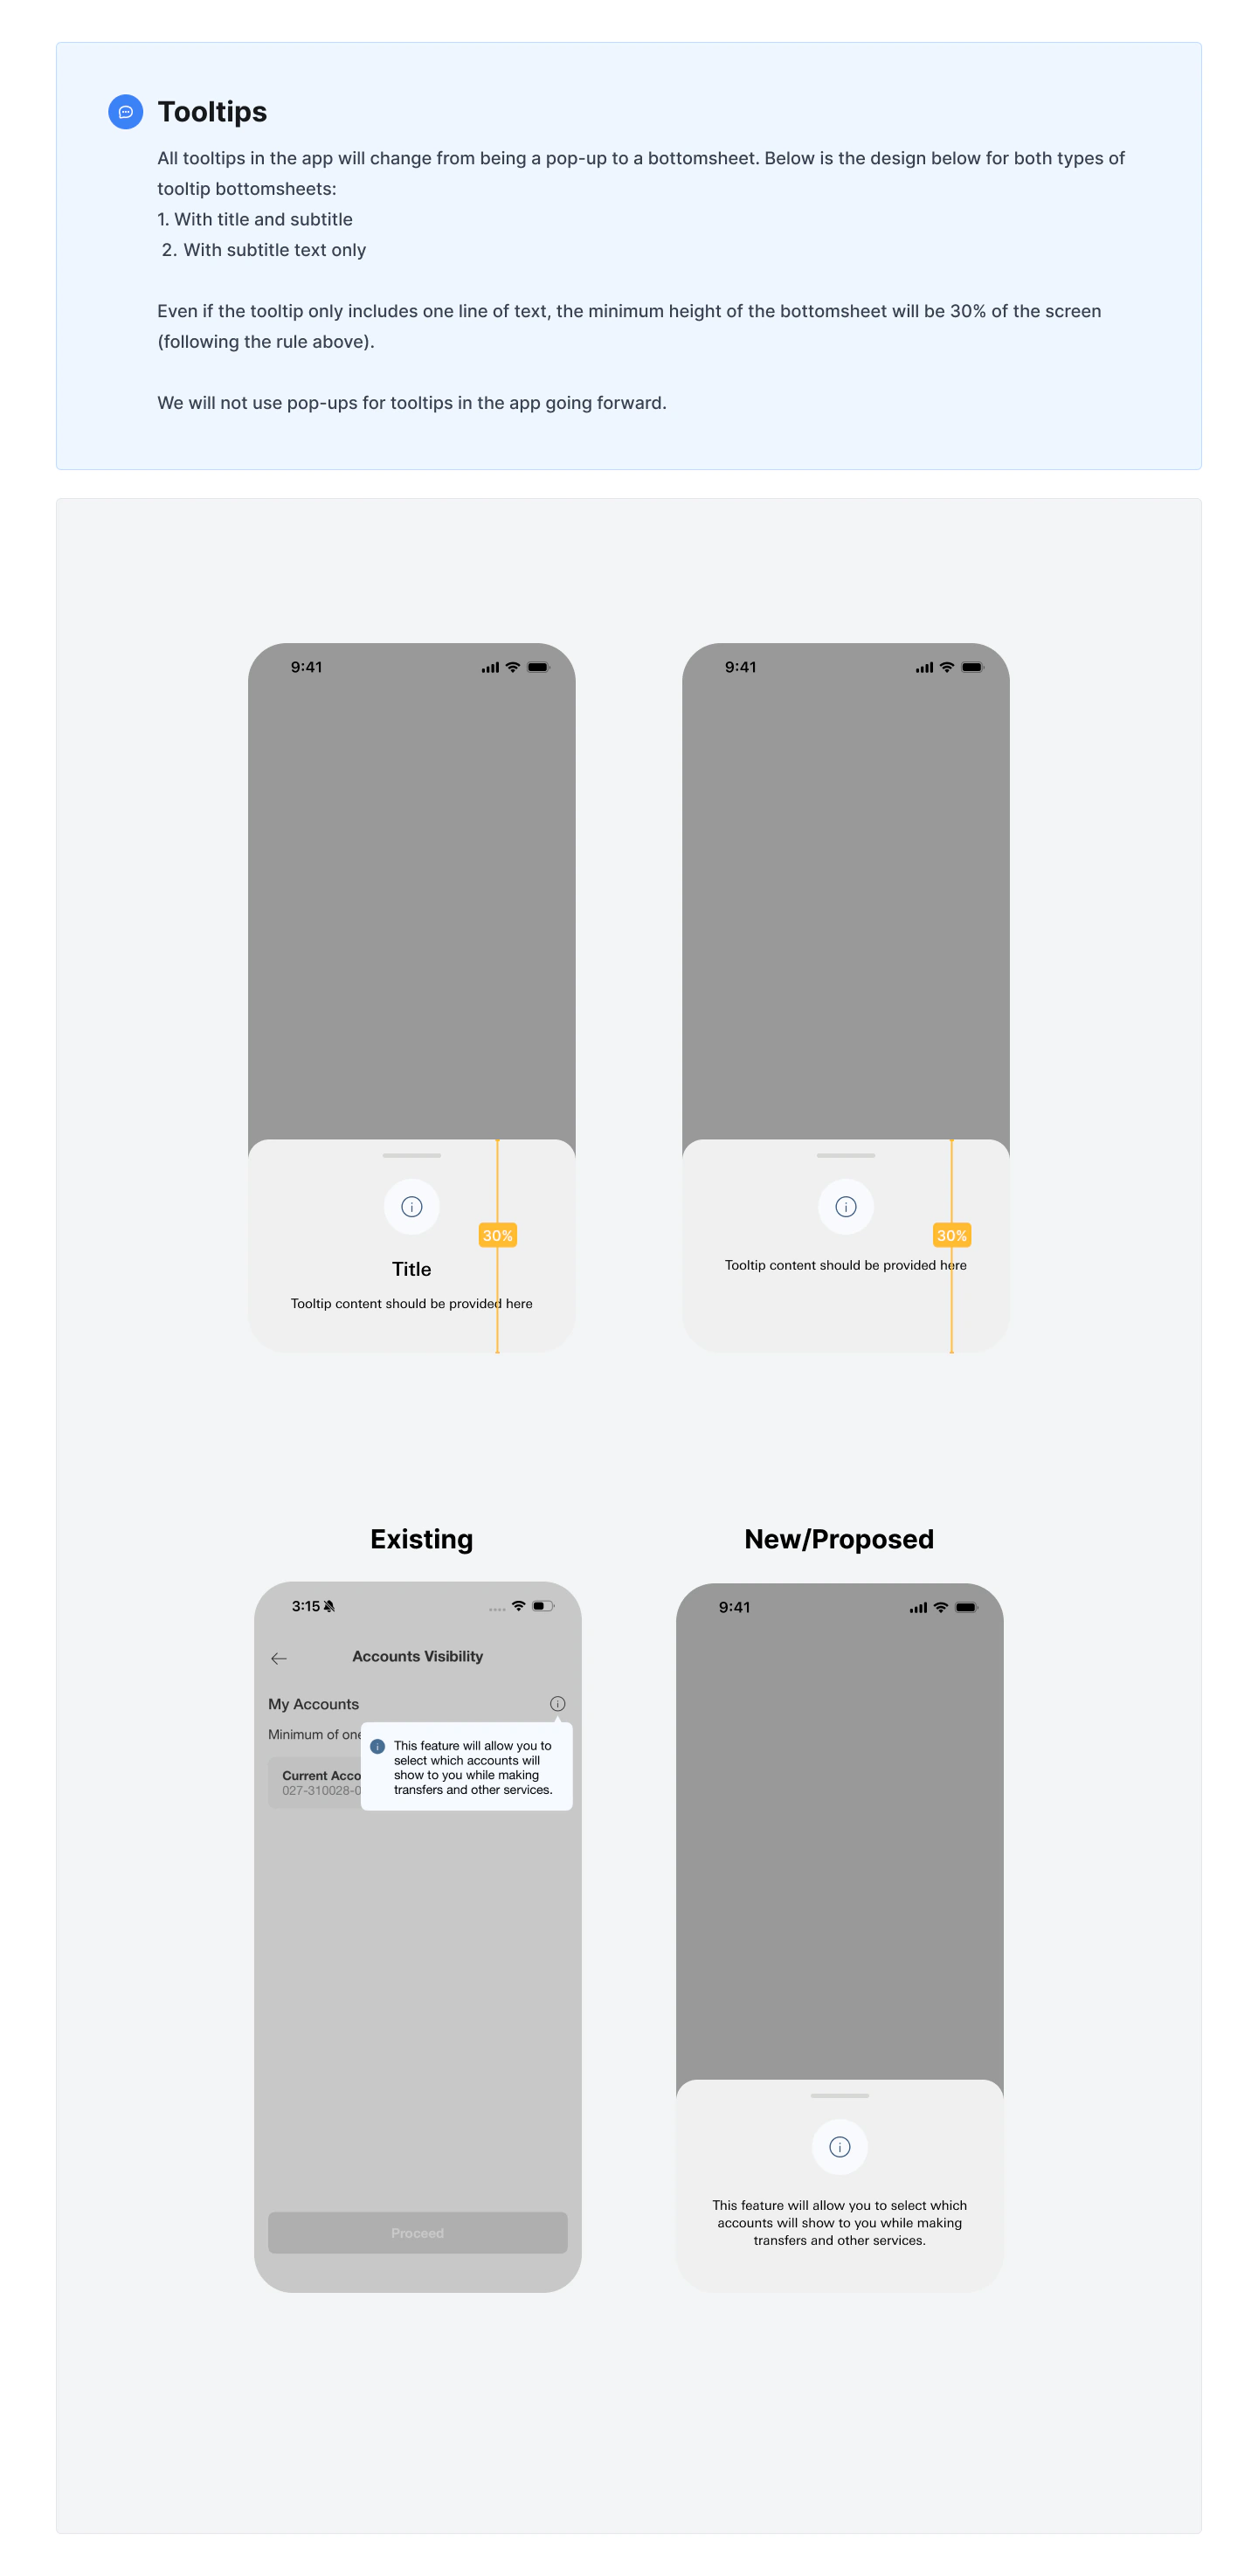 Tooltips
All tooltips in the app will change from being a pop-up to a bottomsheet. Below is the design below for both types of
tooltip bottomsheets:
1. With title and subtitle
2. With subtitle text only
Even if the tooltip only includes one line of text, the minimum height of the bottomsheet will be 30% of the screen
(following the rule above).
We will not use pop-ups for tooltips in the app going forward.
9:41
30%
Title
Tooltip content should be provided here
9:41
30%
Tooltip content should be provided here
Existing
3:15
Accounts Visibility
My Accounts
Minimum of one
This feature will allow you to
select which accounts will
show to you while making
transfers and other services.
Current Acco
027-310028-0
Proceed
New/Proposed
9:41
This feature will allow you to select which
accounts will show to you while making
transfers and other services.